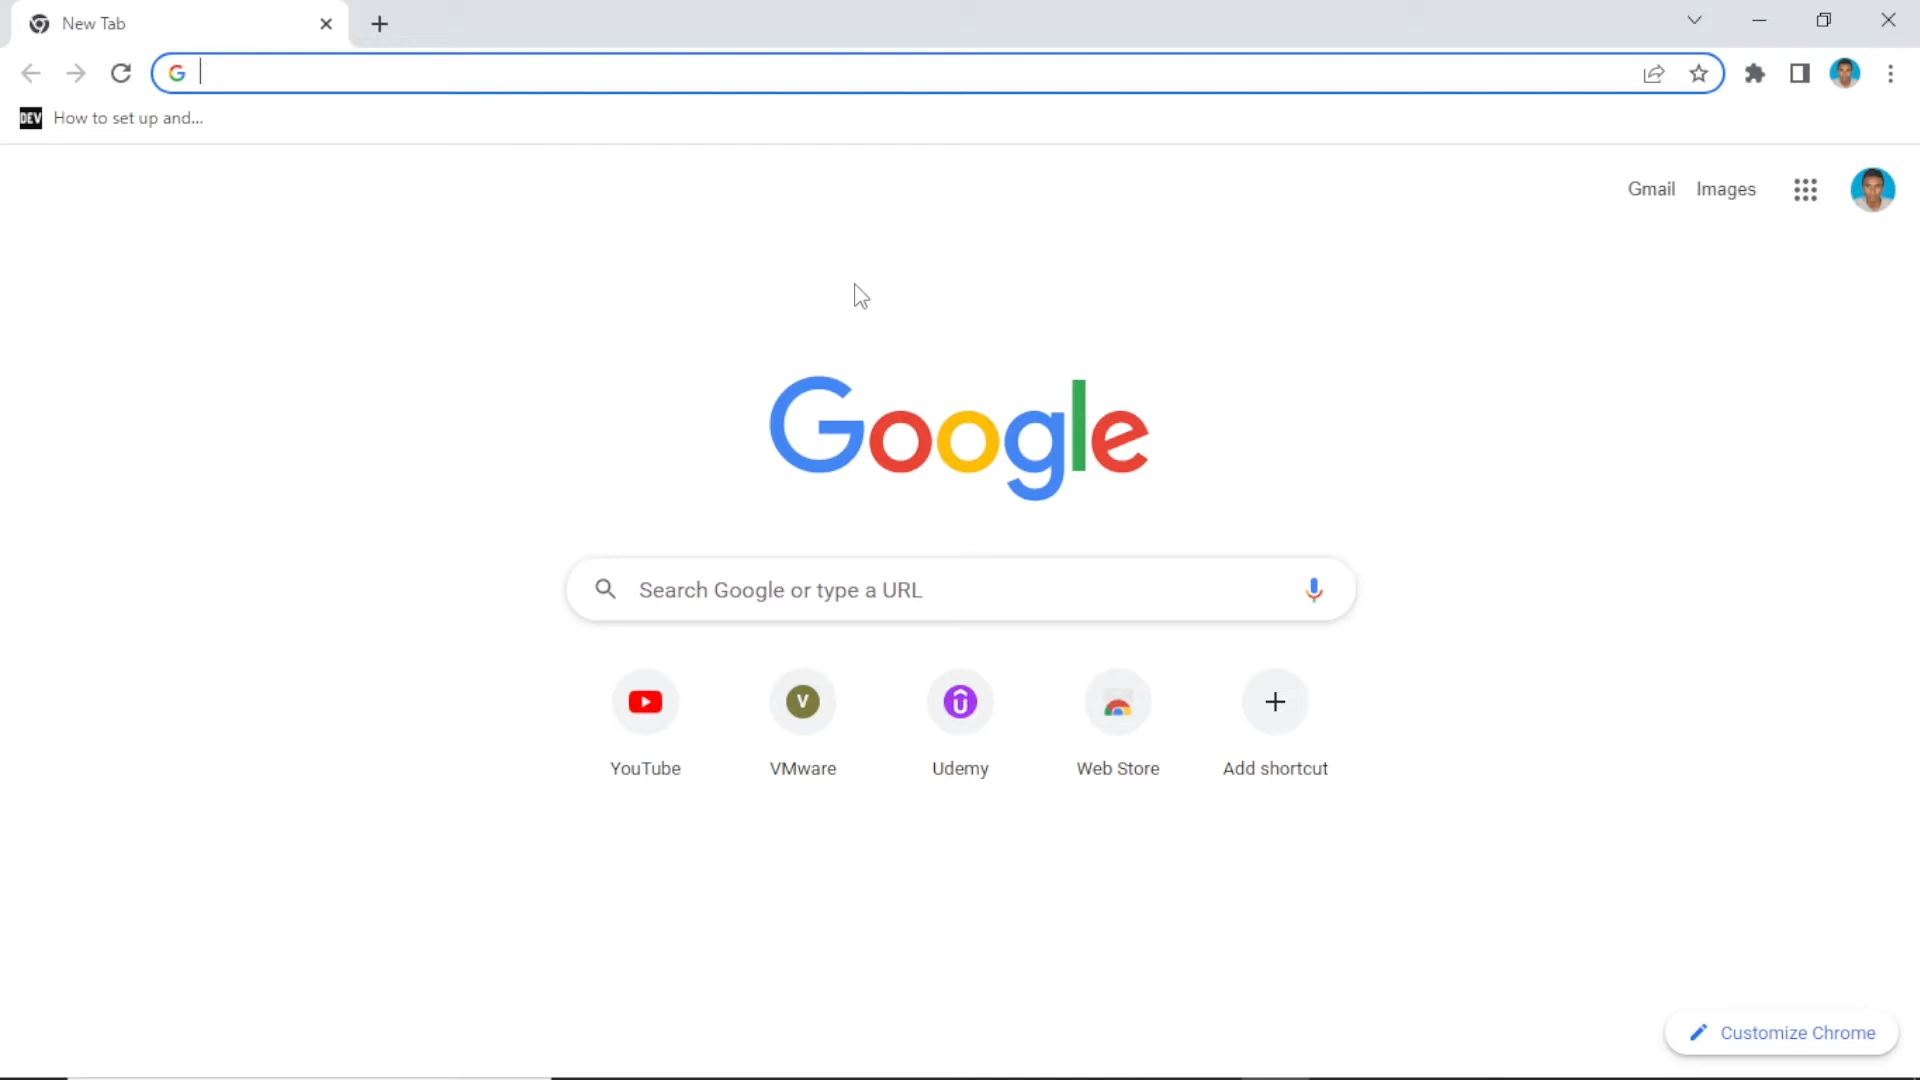 New Tab
DEV How to set up and...
Gmail Images
Google
Search Google or type a URL
V
YouTube VMware Udemy Web Store Add shortcut
Customize Chrome